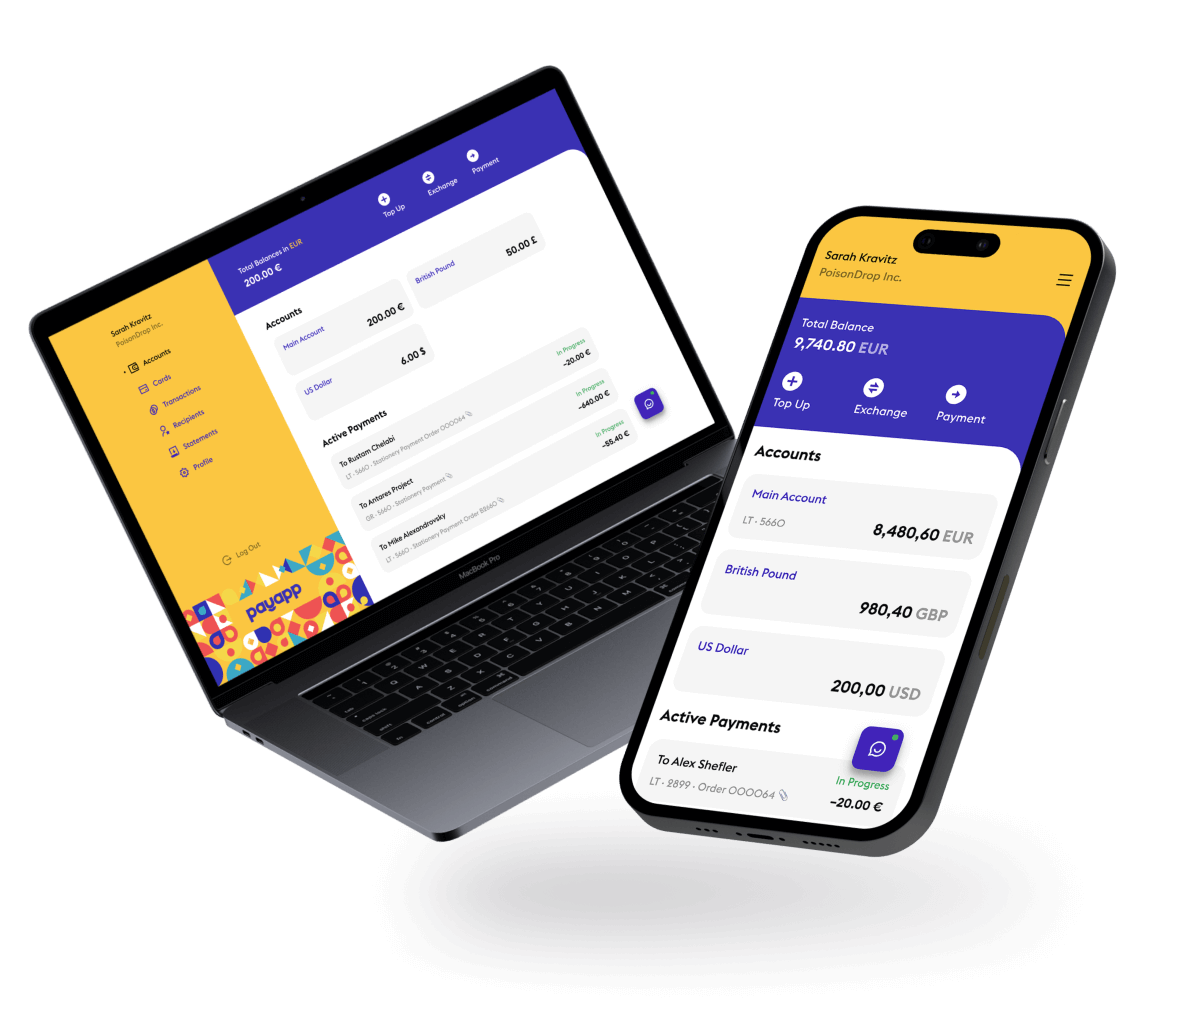 Total Balances in EUR
200.00 €
Top Up
Exchange
Payment
Sarah Kravitz
PoisonDrop Inc.
Accounts
Cards
Transactions
Recipients
Statements
Profile
Log Out
payapp
Accounts
Main Account
200.00 €
British Pound
50.00 £
US Dollar
6.00 $
Active Payments
To Rustam Chelabi
LT · 5660 · Stationery Payment Order 000064
In Progress
–20.00 €
To Antares Project
GR · 5660 · Stationery Payment
In Progress
–640.00 €
To Mike Alexandrovsky
LT · 5660 · Stationery Payment Order 88660
In Progress
–55.40 €
MacBook Pro
Sarah Kravitz
PoisonDrop Inc.
Total Balance
9,740.80 EUR
Top Up
Exchange
Payment
Accounts
Main Account
LT · 5660
8,480,60 EUR
British Pound
980,40 GBP
US Dollar
200,00 USD
Active Payments
To Alex Shefler
LT · 2899 · Order 000064
In Progress
–20.00 €